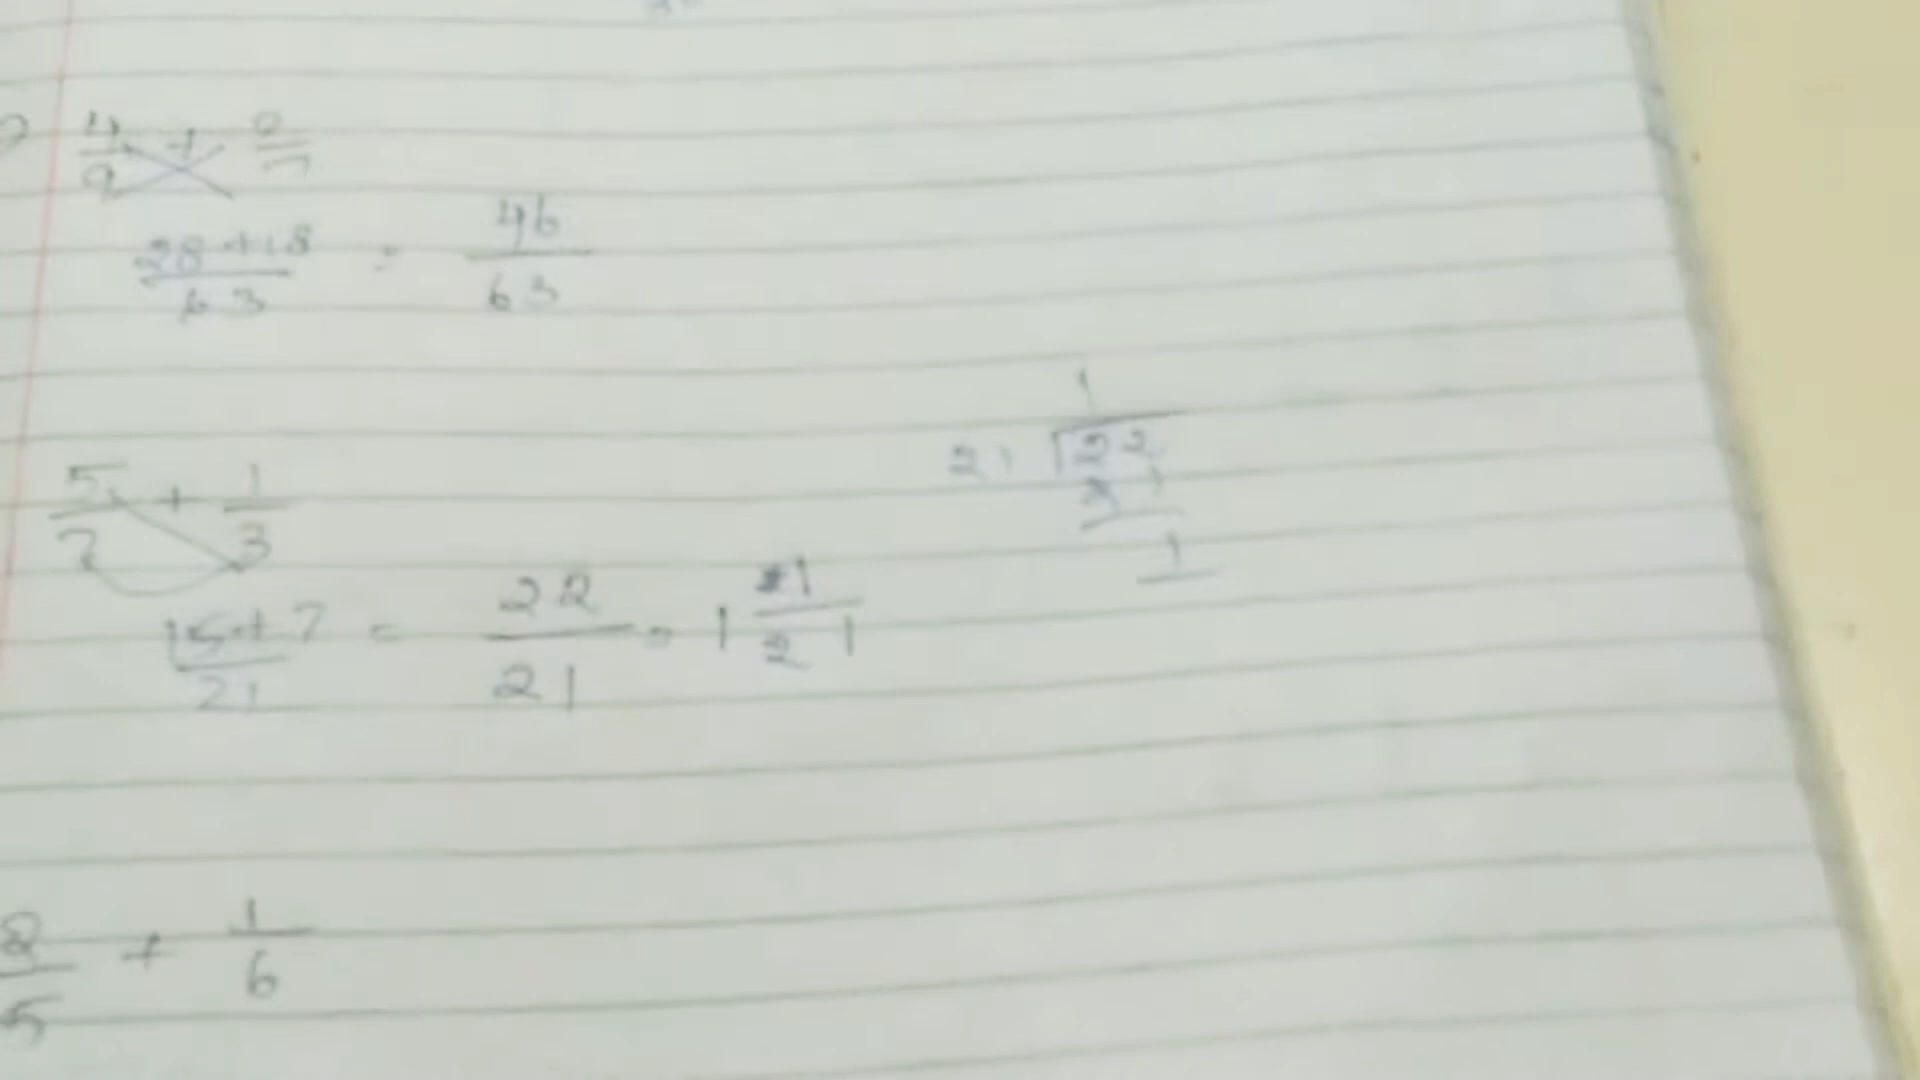 4/9 + 2/7
28+18/63 = 46/63
5/7 + 1/3
15+7/21 = 22/21 = 1 1/21
1
21 √22
21
1
2/5 + 1/6